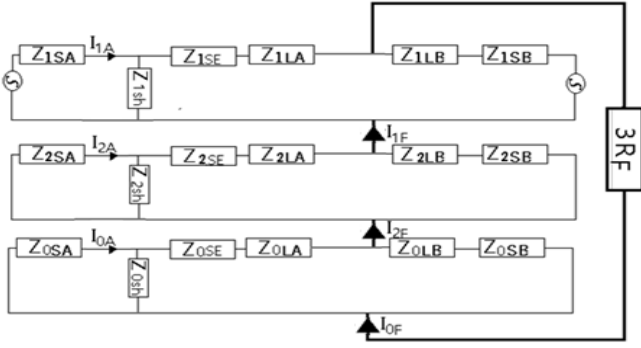 I1A
Z1SA Z1SE Z1LA Z1LB Z1SB
Z1sh
I1F
3RF
I2A
Z2SA Z2SE Z2LA Z2LB Z2SB
Z2sh
I2F
I0A
Z0SA Z0SE Z0LA Z0LB Z0SB
Z0sh
I0F